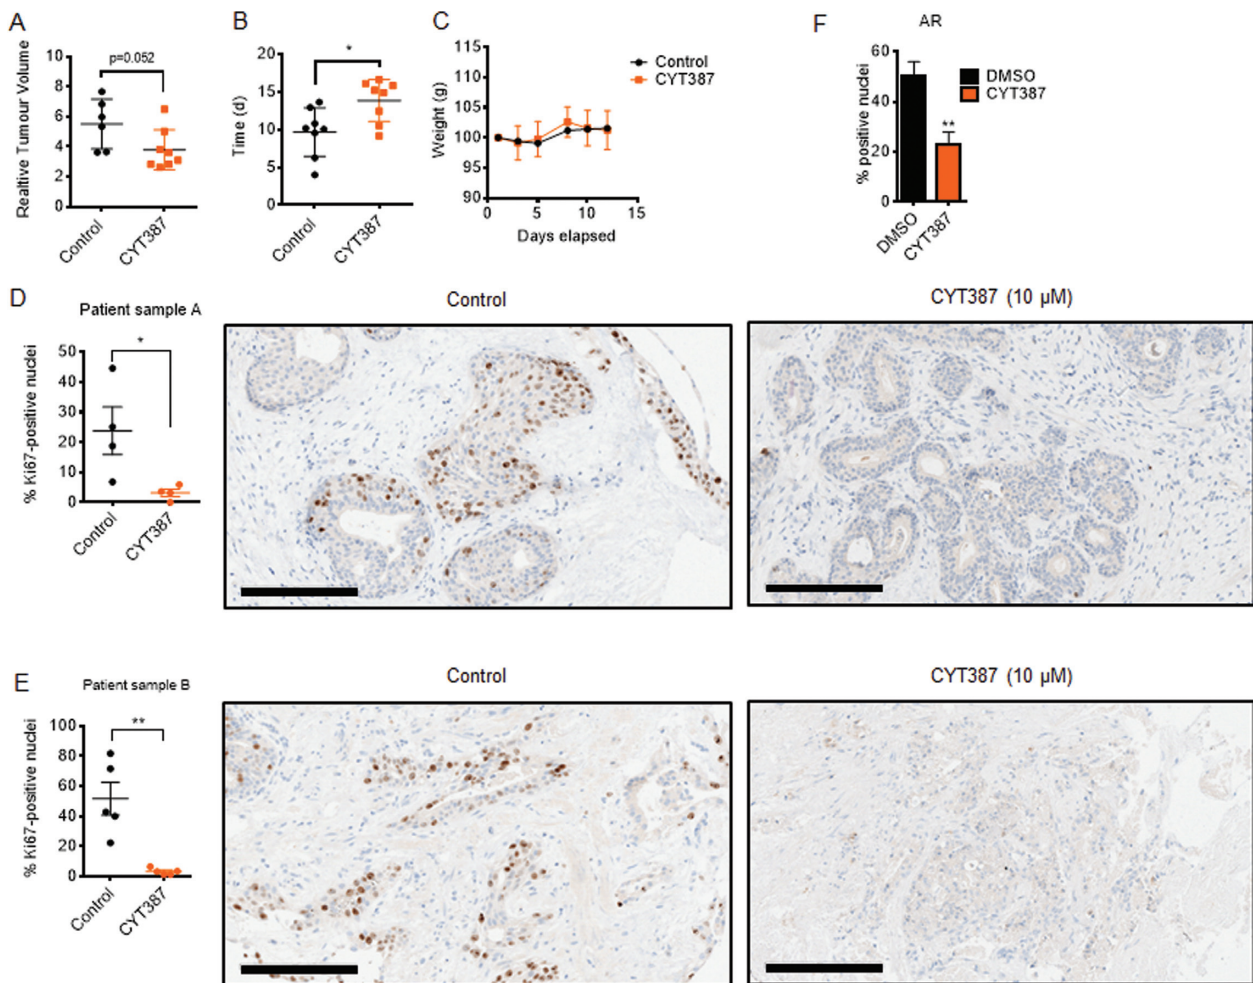 A
Realtive Tumour Volume
10
8
6
4
2
0
p=0.052
Control
CYT387
B
Time (d)
20
15
10
5
0
*
Control
CYT387
C
Weight (g)
115
110
105
100
95
90
0 5 10 15
Days elapsed
Control
CYT387
F
AR
% positive nuclei
60
40
20
0
**
DMSO
CYT387
DMSO
CYT387
D
Patient sample A
% Ki67-positive nuclei
50
40
30
20
10
0
*
Control
CYT387
Control
CYT387 (10 µM)
E
Patient sample B
% Ki67-positive nuclei
100
80
60
40
20
0
**
Control
CYT387
Control
CYT387 (10 µM)